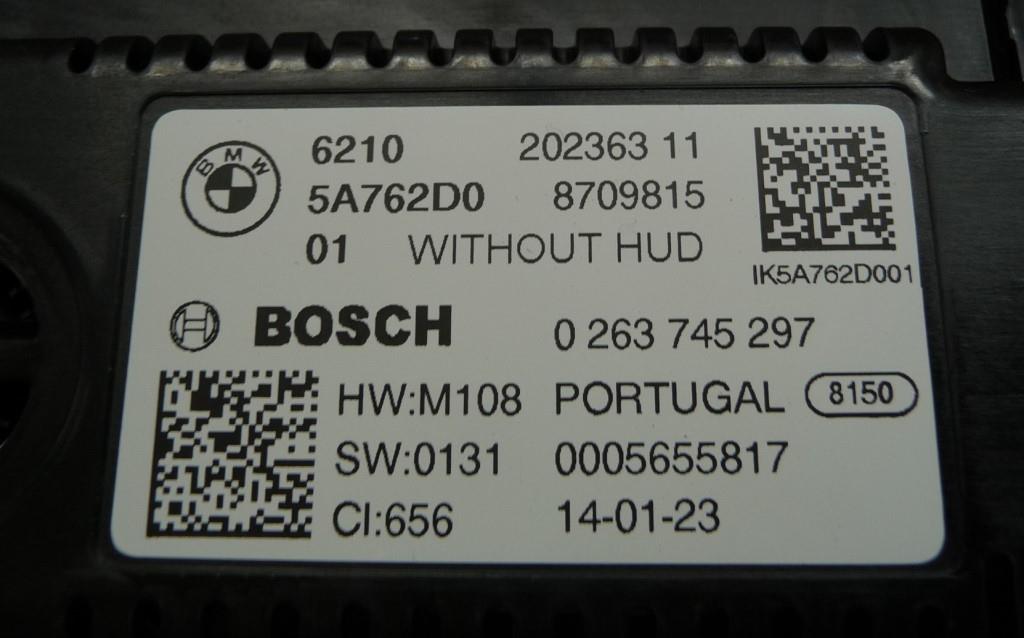 BMW
6210 202363 11
5A762D0 8709815
01 WITHOUT HUD
IK5A762D001
BOSCH 0 263 745 297
HW:M108 PORTUGAL 8150
SW:0131 0005655817
CI:656 14-01-23